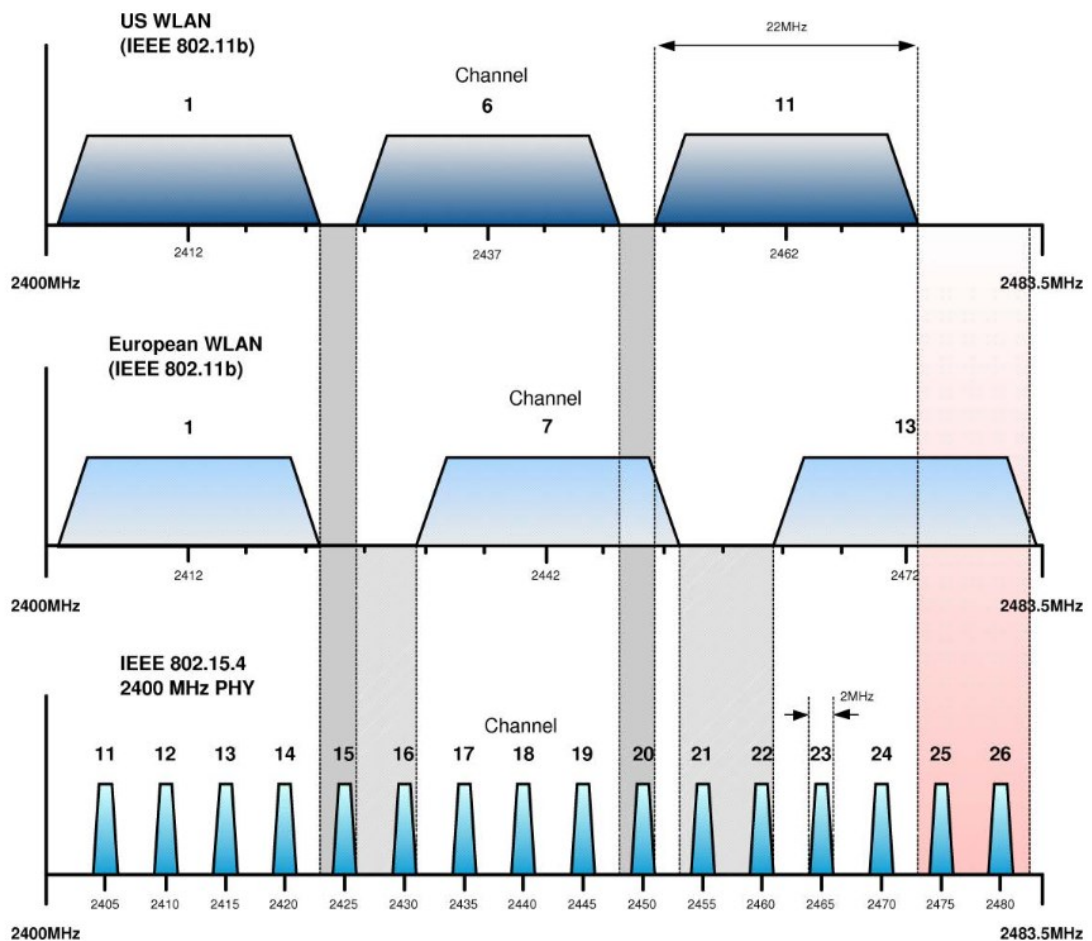 US WLAN
(IEEE 802.11b)
22MHz
Channel
1
6
11
2412
2437
2462
2400MHz
2483.5MHz
European WLAN
(IEEE 802.11b)
Channel
1
7
13
2412
2442
2472
2400MHz
2483.5MHz
IEEE 802.15.4
2400 MHz PHY
2MHz
Channel
11 12 13 14 15 16 17 18 19 20 21 22 23 24 25 26
2405 2410 2415 2420 2425 2430 2435 2440 2445 2450 2455 2460 2465 2470 2475 2480
2400MHz
2483.5MHz